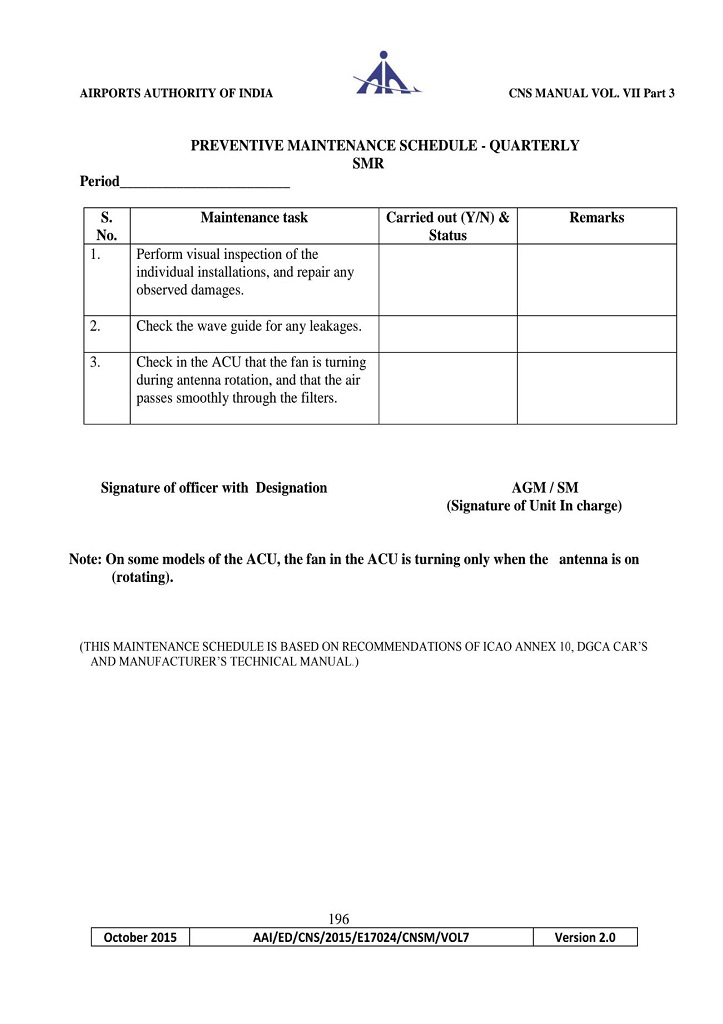 AIRPORTS AUTHORITY OF INDIA
CNS MANUAL VOL. VII Part 3
PREVENTIVE MAINTENANCE SCHEDULE - QUARTERLY
SMR
Period________________________
S. No.
Maintenance task
Carried out (Y/N) & Status
Remarks
1.
Perform visual inspection of the
individual installations, and repair any
observed damages.
2.
Check the wave guide for any leakages.
3.
Check in the ACU that the fan is turning
during antenna rotation, and that the air
passes smoothly through the filters.
Signature of officer with  Designation
AGM / SM
(Signature of Unit In charge)
Note: On some models of the ACU, the fan in the ACU is turning only when the   antenna is on
(rotating).
(THIS MAINTENANCE SCHEDULE IS BASED ON RECOMMENDATIONS OF ICAO ANNEX 10, DGCA CAR’S
AND MANUFACTURER’S TECHNICAL MANUAL.)
196
October 2015
AAI/ED/CNS/2015/E17024/CNSM/VOL7
Version 2.0